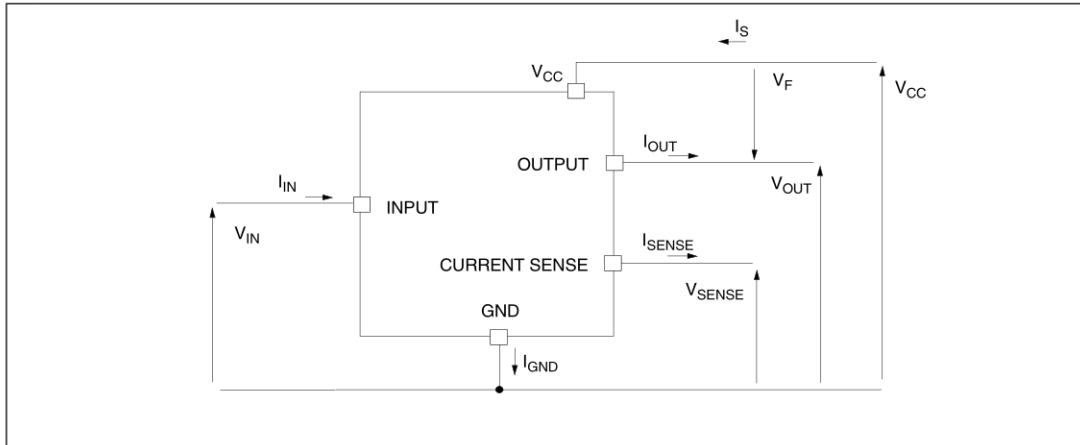 I_S
V_CC
V_F
V_CC
OUTPUT
I_OUT
V_OUT
I_IN
INPUT
V_IN
CURRENT SENSE
I_SENSE
V_SENSE
GND
I_GND